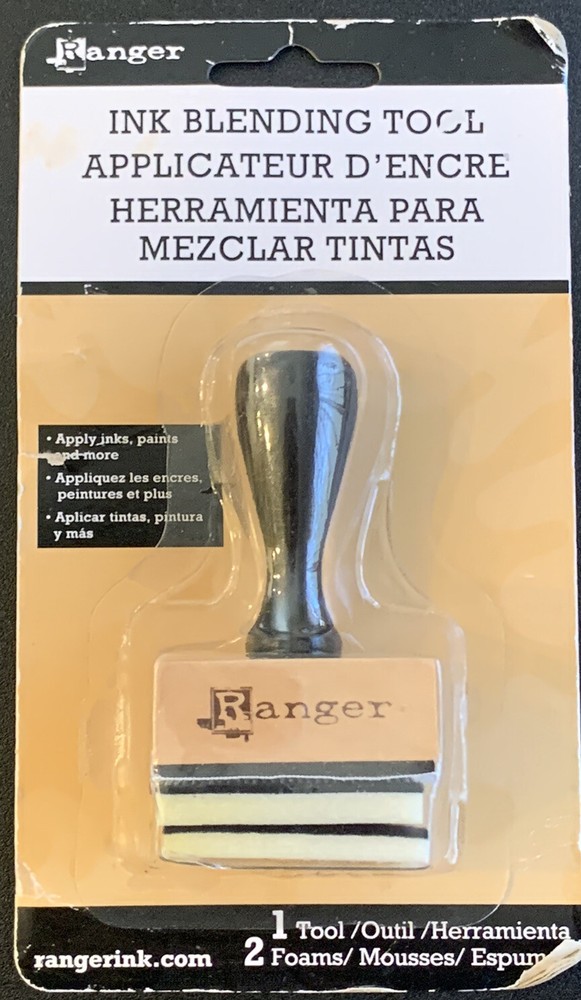 Ranger
INK BLENDING TOOL
APPLICATEUR D'ENCRE
HERRAMIENTA PARA
MEZCLAR TINTAS
• Apply inks, paints
and more
• Appliquez les encres,
peintures et plus
• Aplicar tintas, pintura
y más
Ranger
1 Tool /Outil /Herramienta
rangerink.com 2 Foams/ Mousses/ Espum